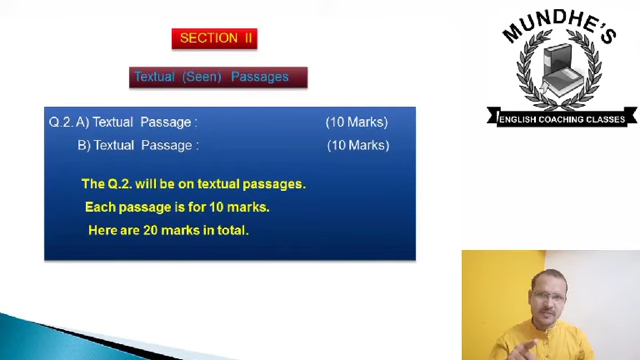 SECTION II
Textual (Seen) Passages
Q.2. A) Textual Passage : (10 Marks)
B) Textual Passage : (10 Marks)
The Q.2. will be on textual passages.
Each passage is for 10 marks.
Here are 20 marks in total.
MUNDHE'S
ENGLISH COACHING CLASSES